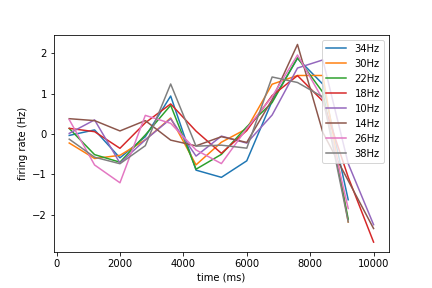 2
1
0
−1
−2
firing rate (Hz)
0
2000
4000
6000
8000
10000
time (ms)
34Hz
30Hz
22Hz
18Hz
10Hz
14Hz
26Hz
38Hz